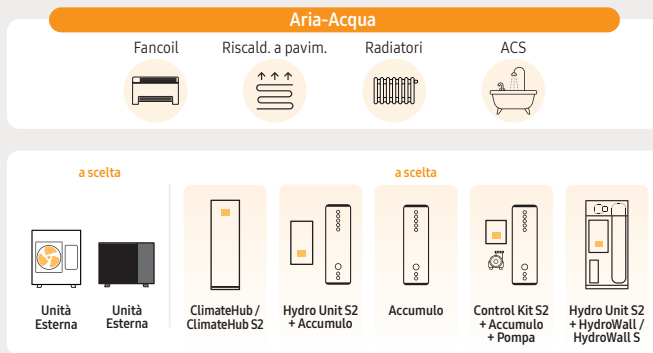 Aria-Acqua
Fancoil
Riscald. a pavim.
Radiatori
ACS
a scelta
a scelta
Unità
Esterna
Unità
Esterna
ClimateHub /
ClimateHub S2
Hydro Unit S2
+ Accumulo
Accumulo
Control Kit S2
+ Accumulo
+ Pompa
Hydro Unit S2
+ HydroWall /
HydroWall S